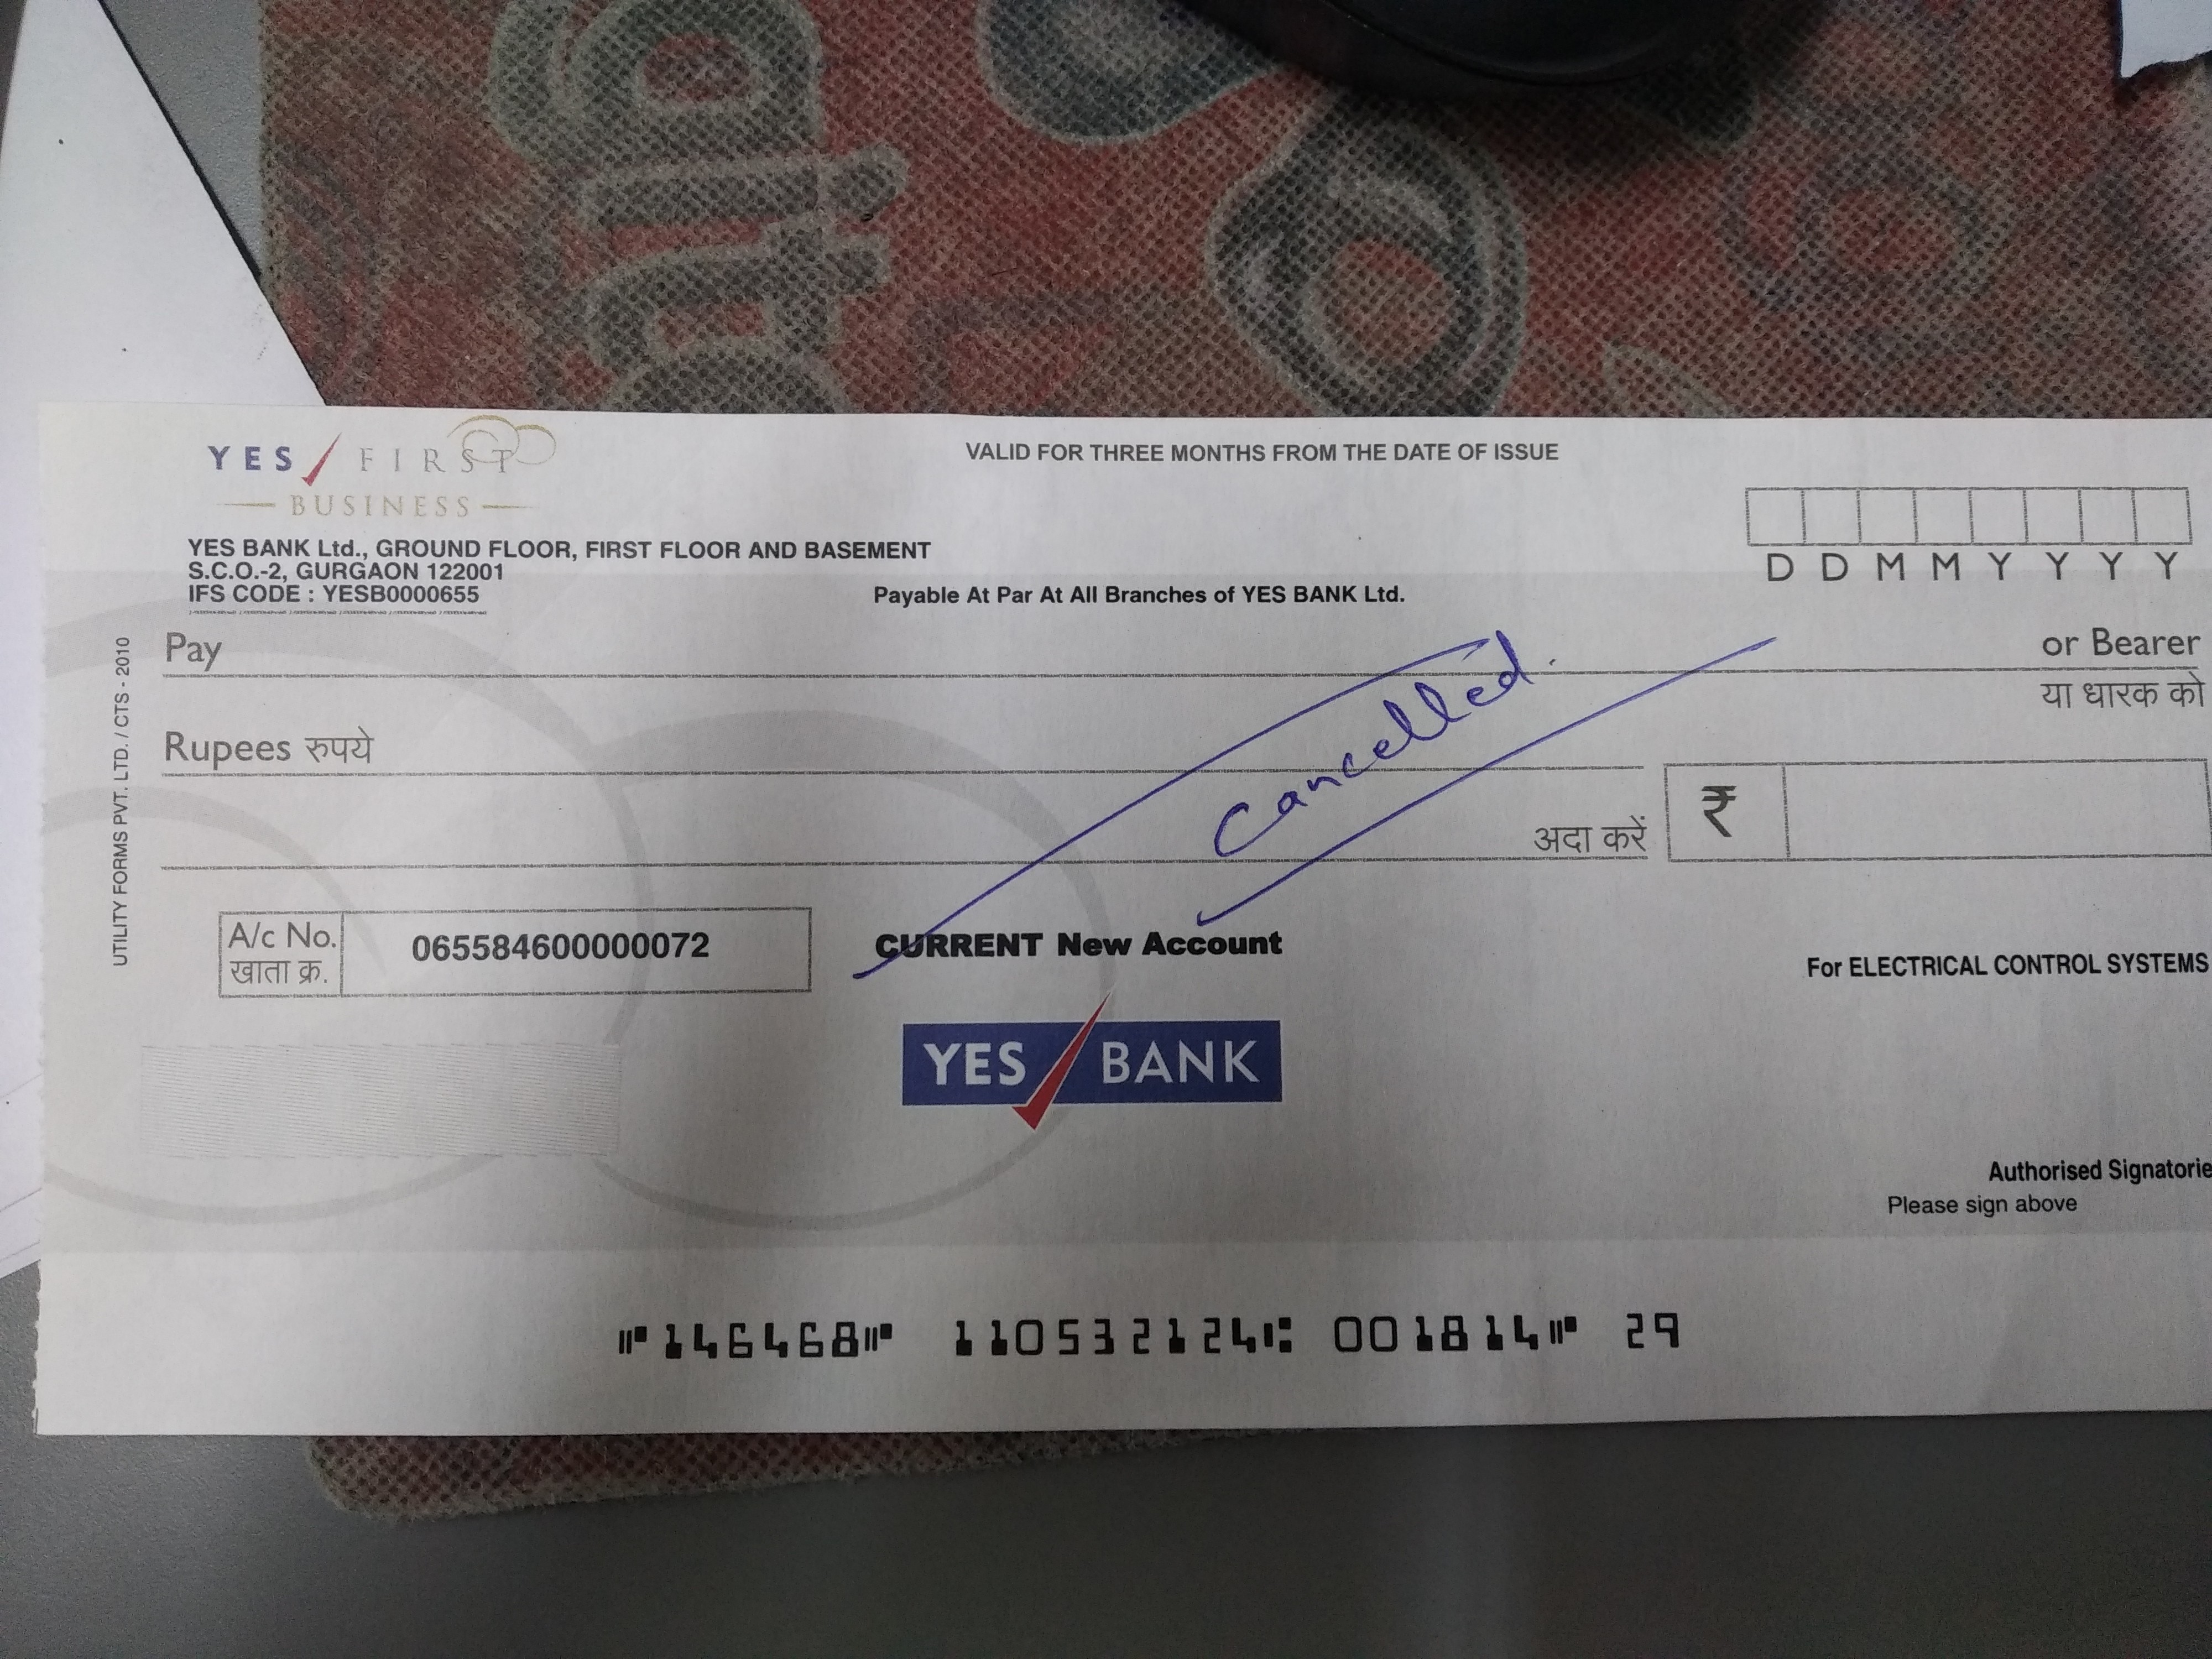 YES FIRST
BUSINESS
VALID FOR THREE MONTHS FROM THE DATE OF ISSUE
YES BANK Ltd., GROUND FLOOR, FIRST FLOOR AND BASEMENT
S.C.O.-2, GURGAON 122001
IFS CODE : YESB0000655
Payable At Par At All Branches of YES BANK Ltd.
D D M M Y Y Y Y
Pay
or Bearer
या धारक को
Cancelled.
Rupees रुपये
अदा करें
₹
UTILITY FORMS PVT. LTD. / CTS - 2010
A/c No.
खाता क्र.
065584600000072
CURRENT New Account
For ELECTRICAL CONTROL SYSTEMS
YES BANK
Authorised Signatorie
Please sign above
⑈146468⑈ 110532124⑆ 001814⑈ 29